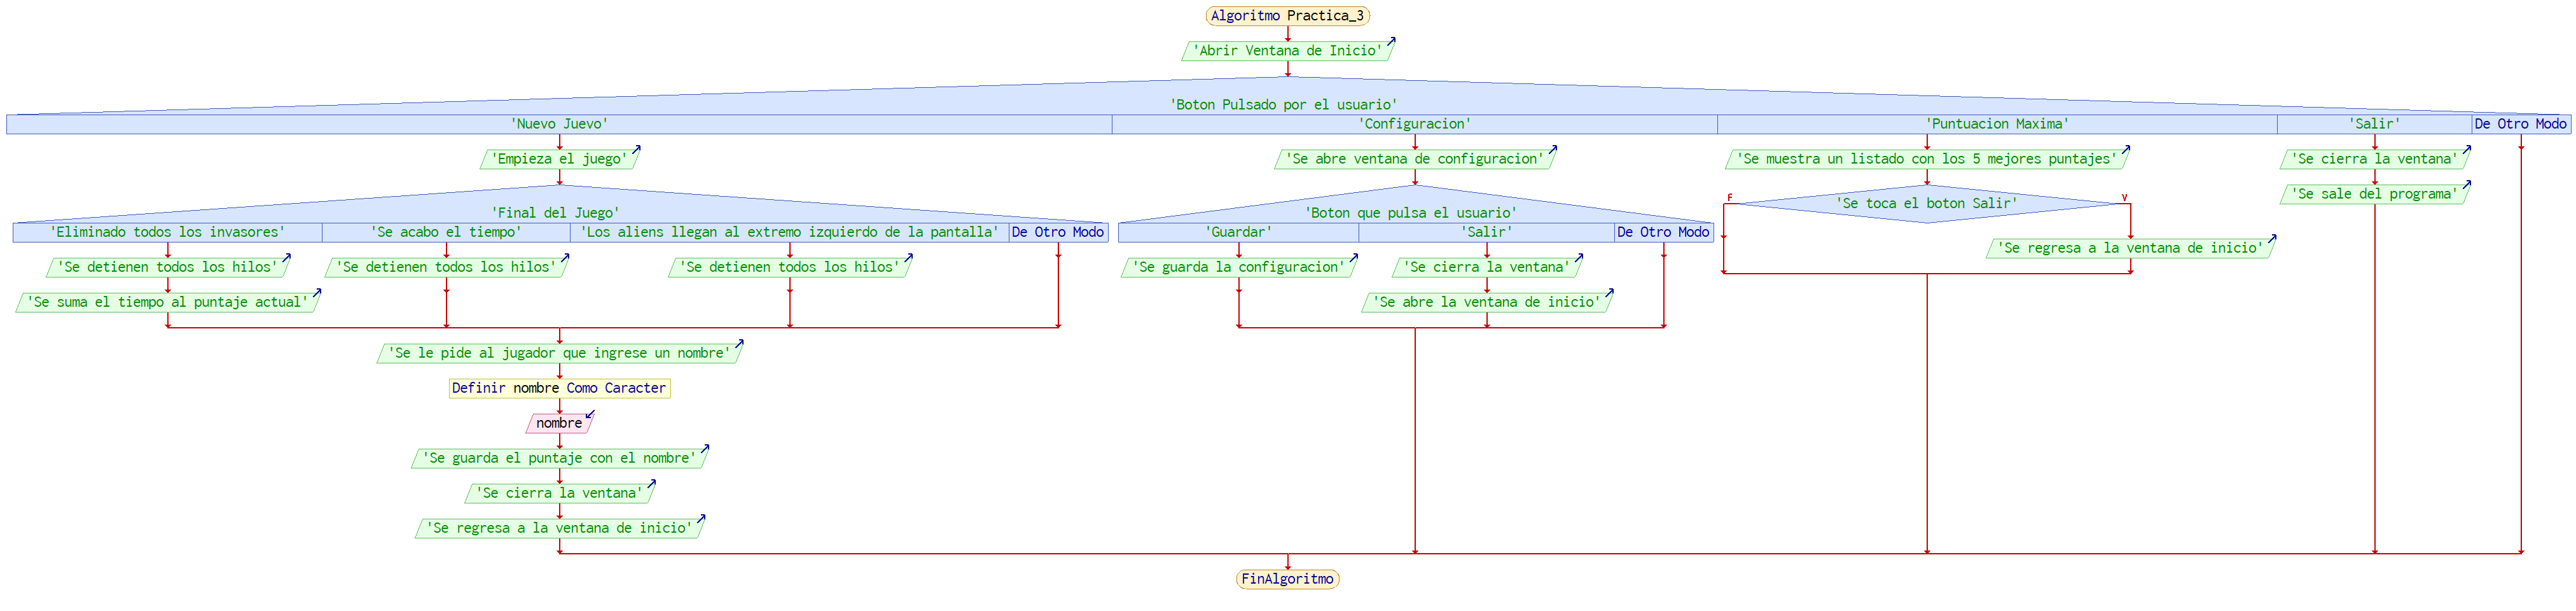 Algoritmo Practica_3
'Abrir Ventana de Inicio'
'Boton Pulsado por el usuario'
'Nuevo Juevo'
'Configuracion'
'Puntuacion Maxima'
'Salir'
De Otro Modo
'Empieza el juego'
'Se abre ventana de configuracion'
'Se muestra un listado con los 5 mejores puntajes'
'Se cierra la ventana'
'Se sale del programa'
F
'Se toca el boton Salir'
V
'Final del Juego'
'Boton que pulsa el usuario'
'Eliminado todos los invasores'
'Se acabo el tiempo'
'Los aliens llegan al extremo izquierdo de la pantalla'
De Otro Modo
'Guardar'
'Salir'
De Otro Modo
'Se regresa a la ventana de inicio'
'Se detienen todos los hilos'
'Se detienen todos los hilos'
'Se detienen todos los hilos'
'Se guarda la configuracion'
'Se cierra la ventana'
'Se suma el tiempo al puntaje actual'
'Se abre la ventana de inicio'
'Se le pide al jugador que ingrese un nombre'
Definir nombre Como Caracter
nombre
'Se guarda el puntaje con el nombre'
'Se cierra la ventana'
'Se regresa a la ventana de inicio'
FinAlgoritmo